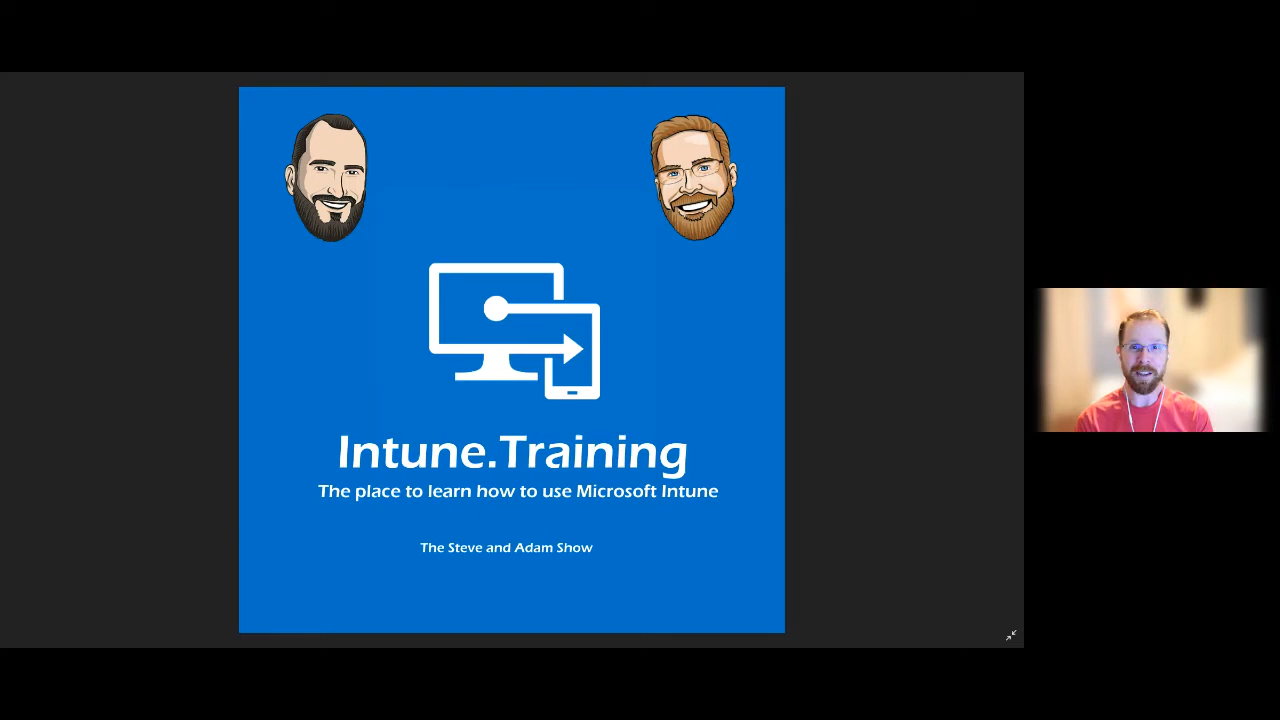 Intune.Training
The place to learn how to use Microsoft Intune
The Steve and Adam Show